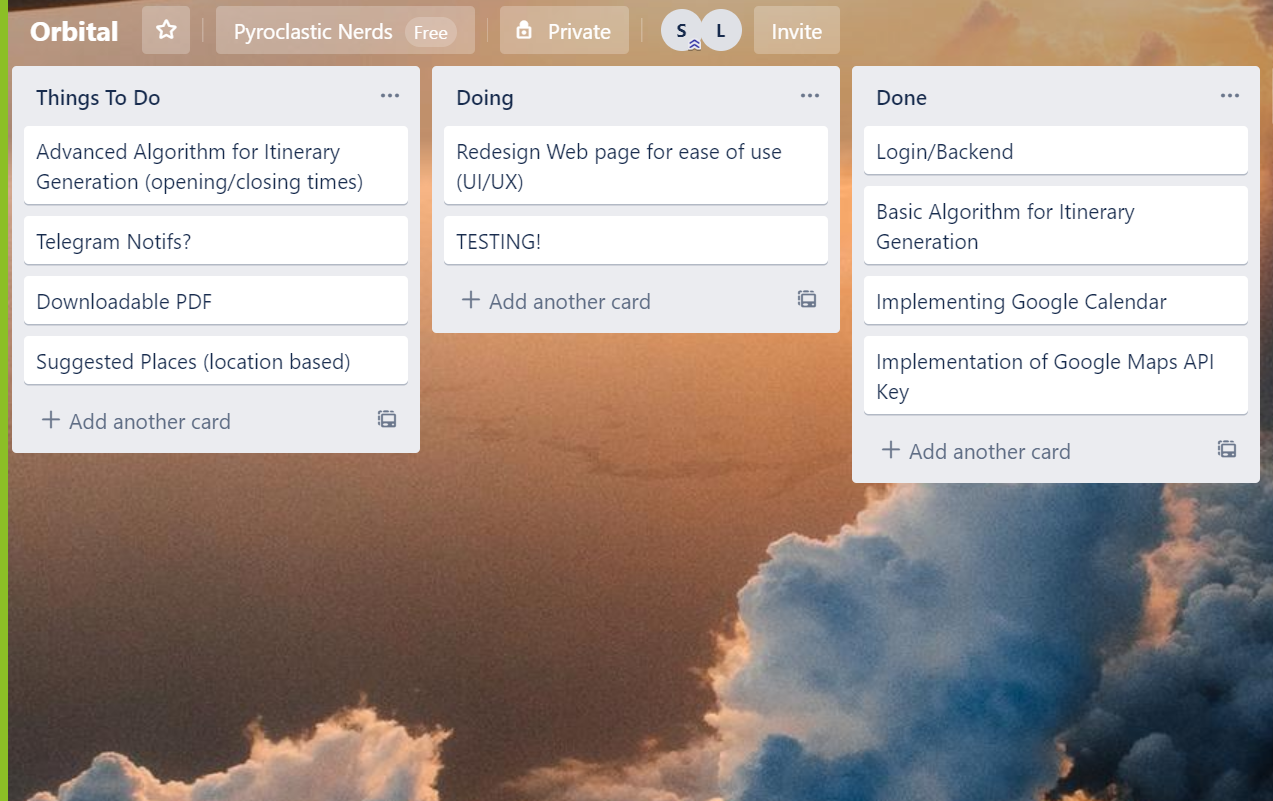 Orbital
Pyroclastic Nerds Free
Private
S L
Invite
Things To Do
Advanced Algorithm for Itinerary
Generation (opening/closing times)
Telegram Notifs?
Downloadable PDF
Suggested Places (location based)
Add another card
Doing
Redesign Web page for ease of use
(UI/UX)
TESTING!
Add another card
Done
Login/Backend
Basic Algorithm for Itinerary
Generation
Implementing Google Calendar
Implementation of Google Maps API
Key
Add another card